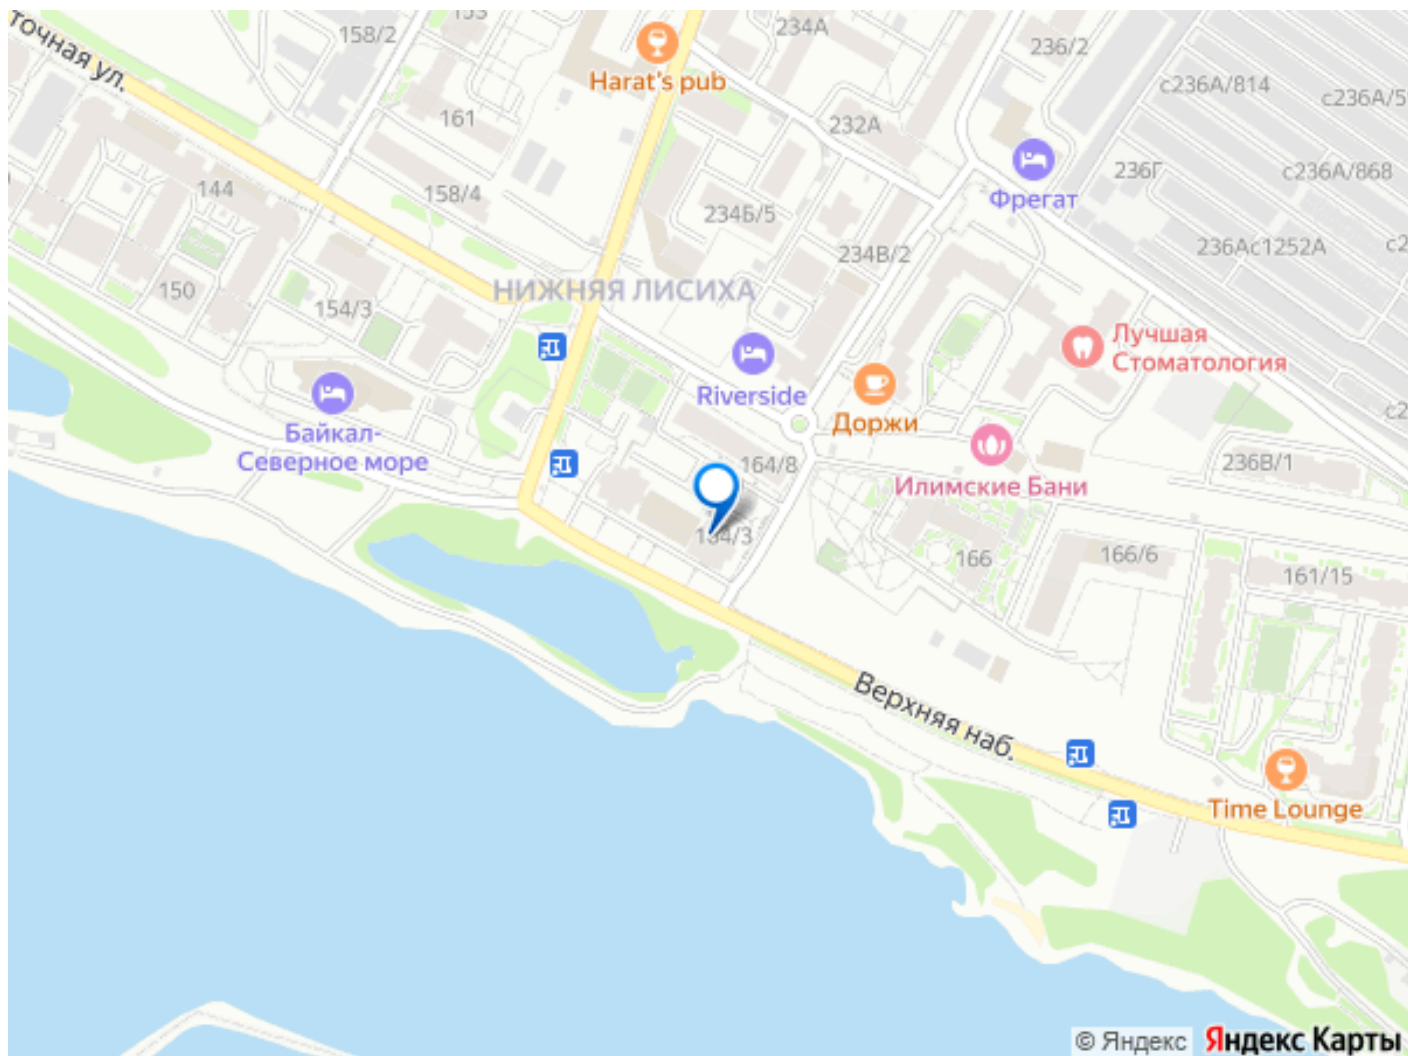 точная ул.
153
158/2
Harat's pub
234А
236/2
с236А/814
161
232А
236Г
с236А/868
Фрегат
144
158/4
234Б/5
234В/2
236Ас1252А
150
154/3
НИЖНЯЯ ЛИСИХА
Лучшая
Стоматология
Riverside
Доржи
Байкал-
Северное море
164/8
Илимские Бани
236В/1
166
166/6
161/15
Верхняя наб.
Time Lounge
© Яндекс Яндекс Карты